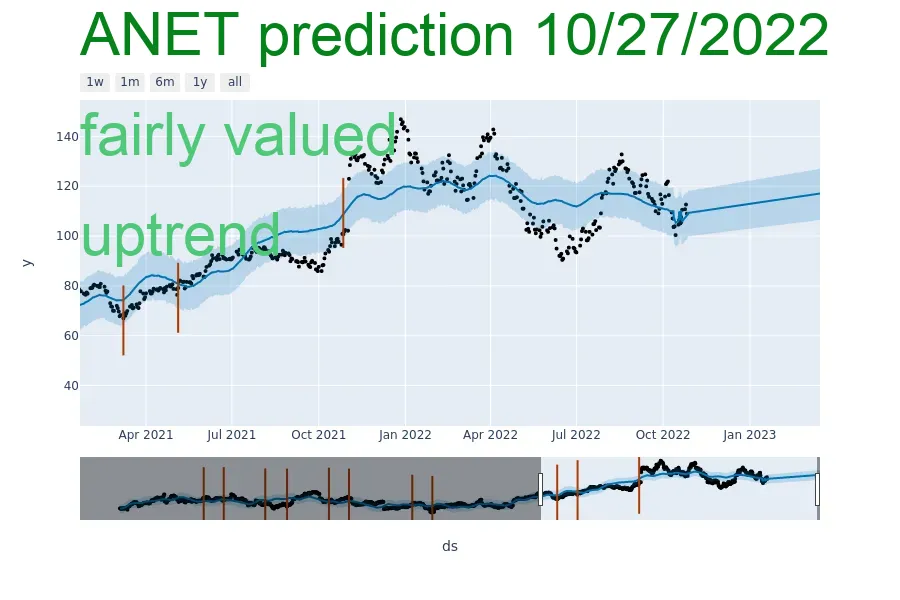 ANET prediction 10/27/2022
1w 1m 6m 1y all
fairly valued
uptrend
140
120
100
80
60
40
y
Apr 2021 Jul 2021 Oct 2021 Jan 2022 Apr 2022 Jul 2022 Oct 2022 Jan 2023
ds